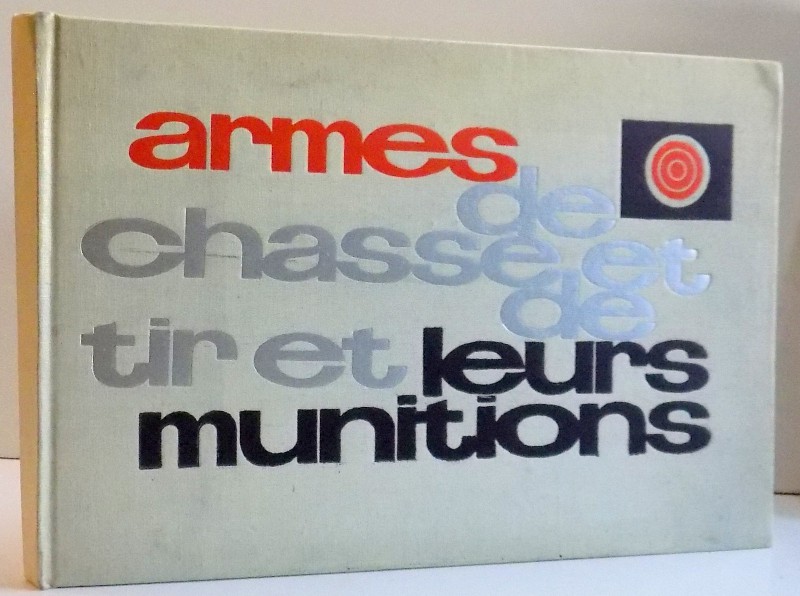 armes
de
chasse et
de
tir et leurs
munitions